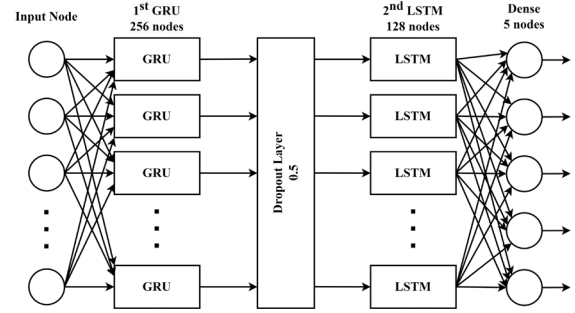 Input Node
1st GRU
256 nodes
2nd LSTM
128 nodes
Dense
5 nodes
GRU
GRU
GRU
GRU
Dropout Layer
0.5
LSTM
LSTM
LSTM
LSTM